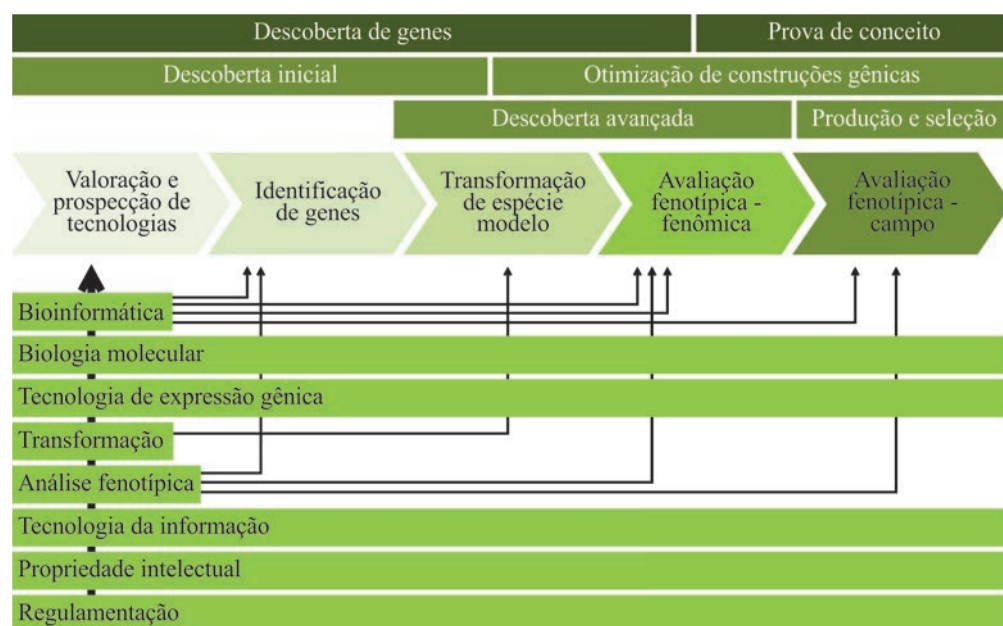 Descoberta de genes
Prova de conceito
Descoberta inicial
Otimização de construções gênicas
Descoberta avançada
Produção e seleção
Valoração e
prospecção de
tecnologias
Identificação
de genes
Transformação
de espécie
modelo
Avaliação
fenotípica -
fenômica
Avaliação
fenotípica -
campo
Bioinformática
Biologia molecular
Tecnologia de expressão gênica
Transformação
Análise fenotípica
Tecnologia da informação
Propriedade intelectual
Regulamentação